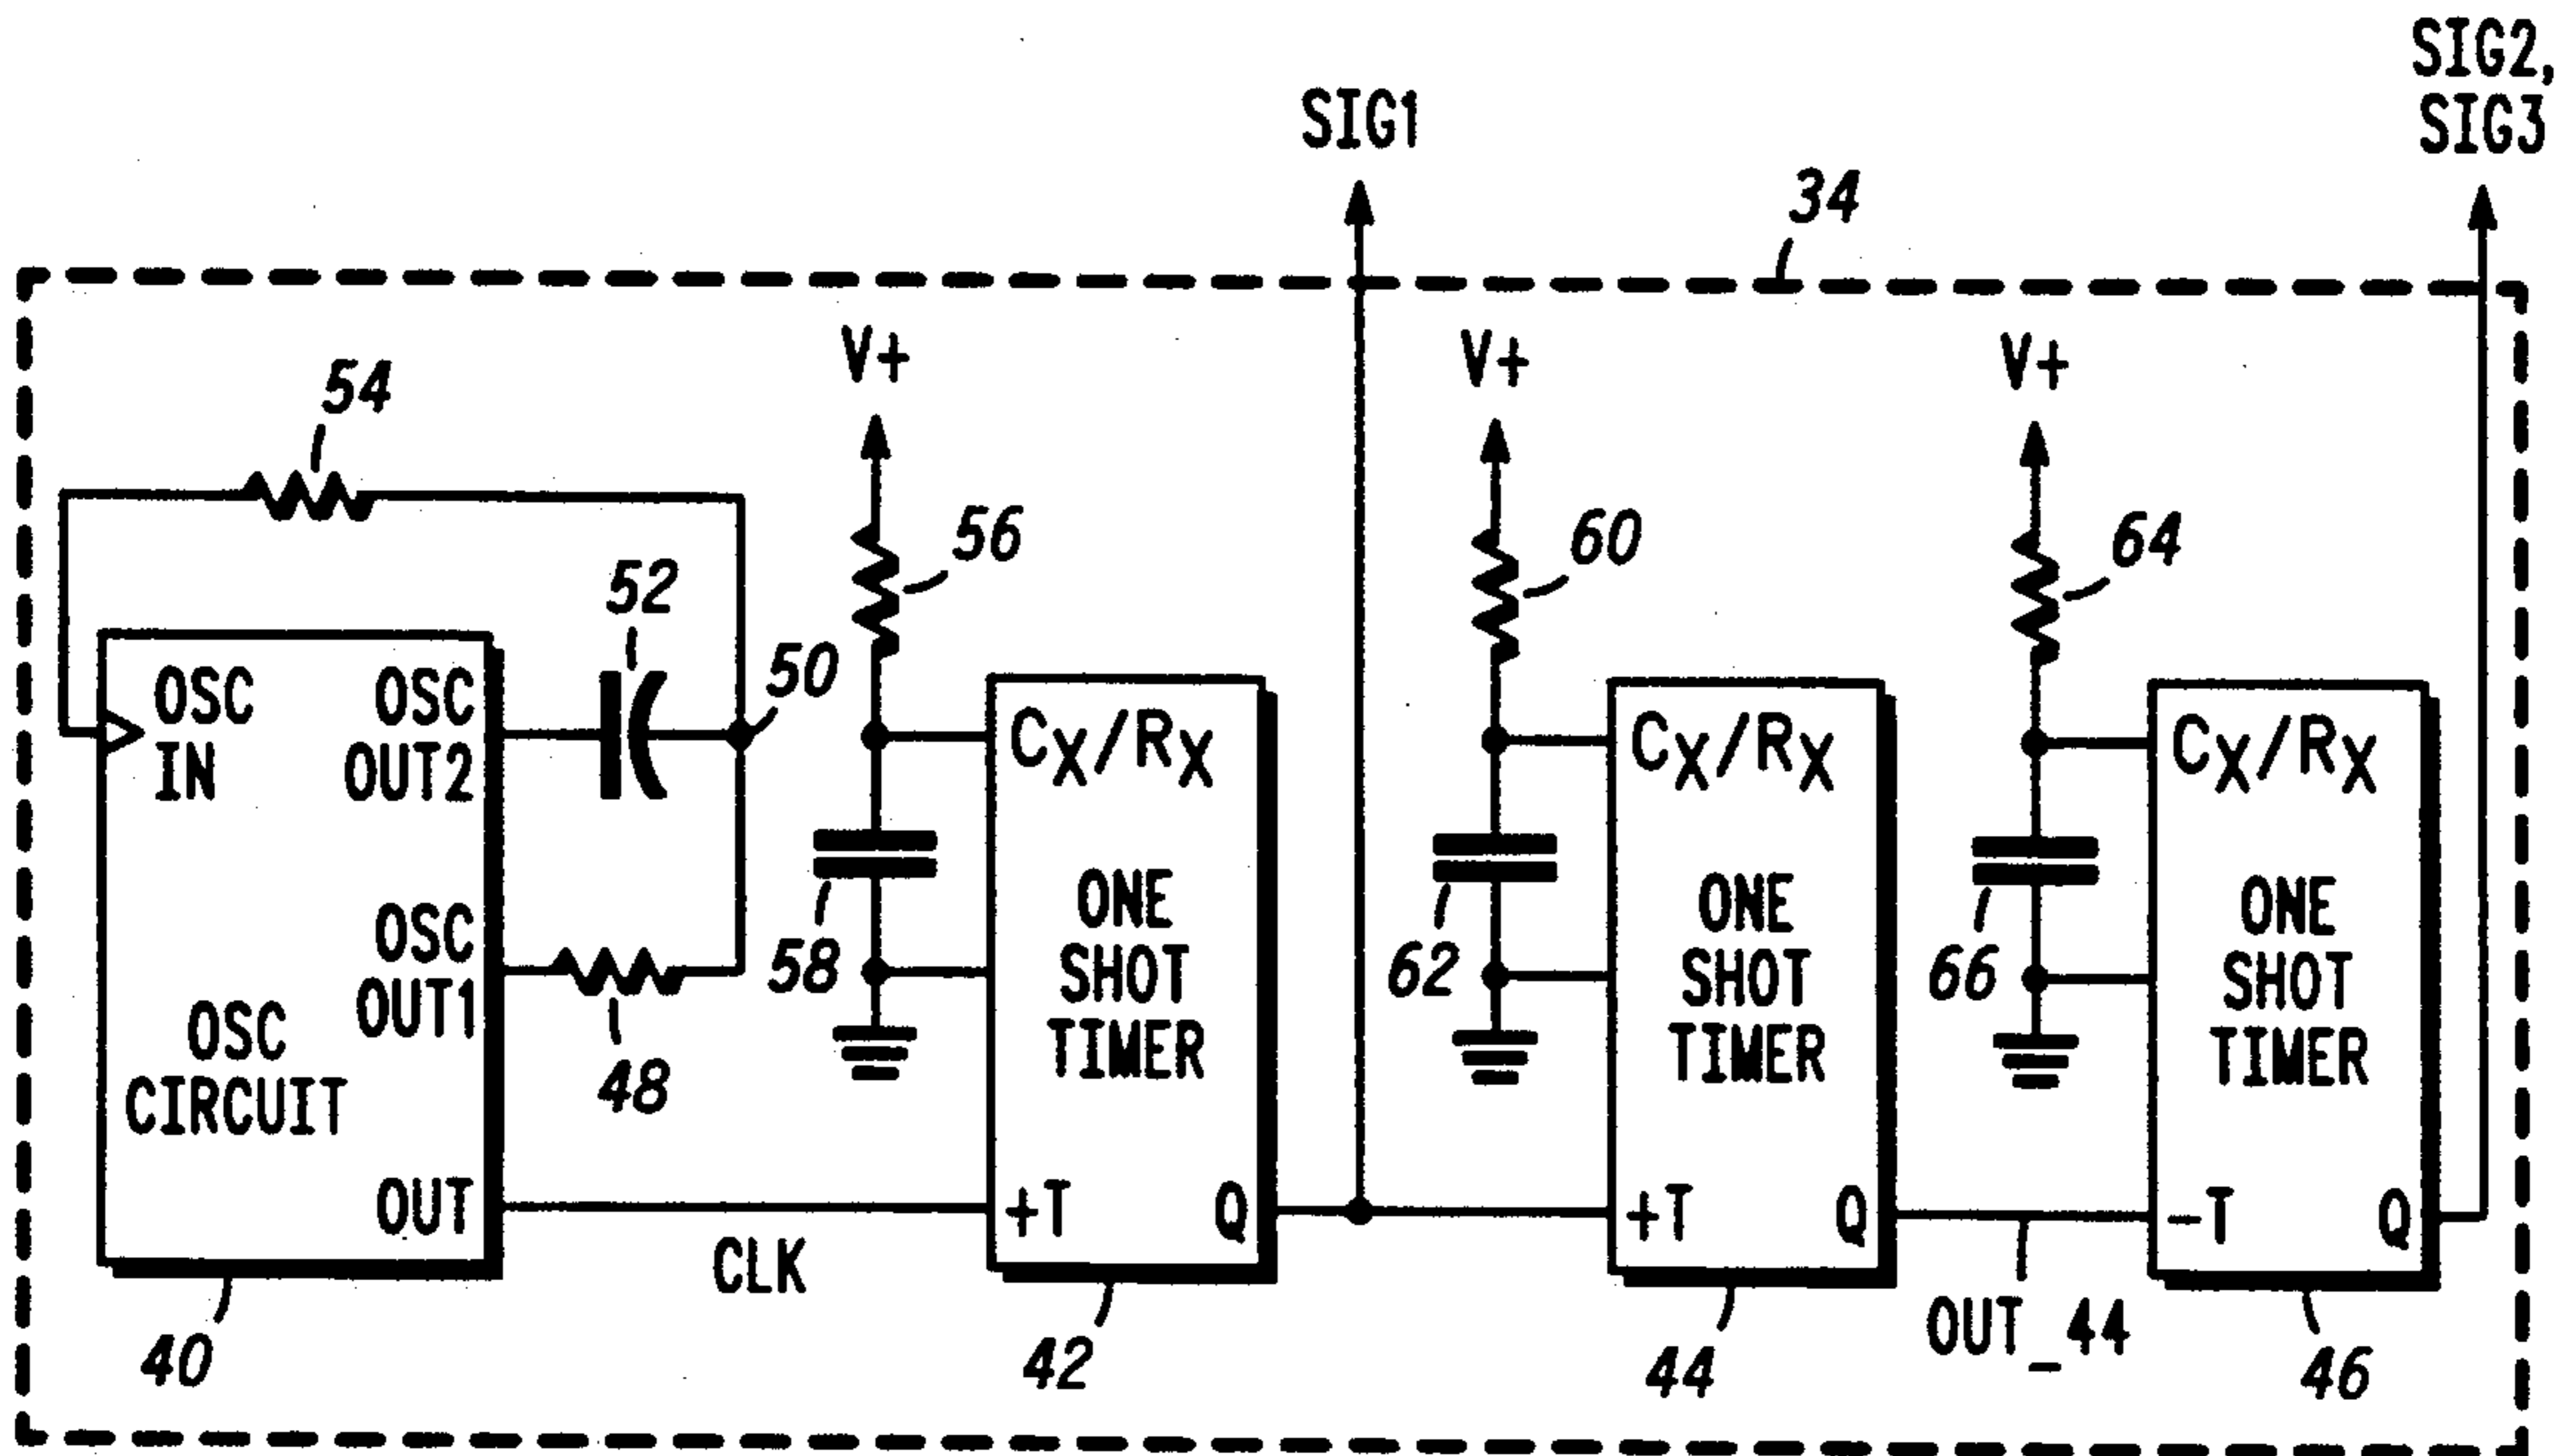 SIG1
SIG2,
SIG3
34
V+
V+
V+
54
56
60
64
52
50
OSC
IN
OSC
OUT2
OSC
OUT1
OSC
CIRCUIT
OUT
48
58
CX/RX
ONE
SHOT
TIMER
+T
Q
CLK
62
CX/RX
ONE
SHOT
TIMER
+T
Q
66
CX/RX
ONE
SHOT
TIMER
-T
Q
OUT_44
40
42
44
46